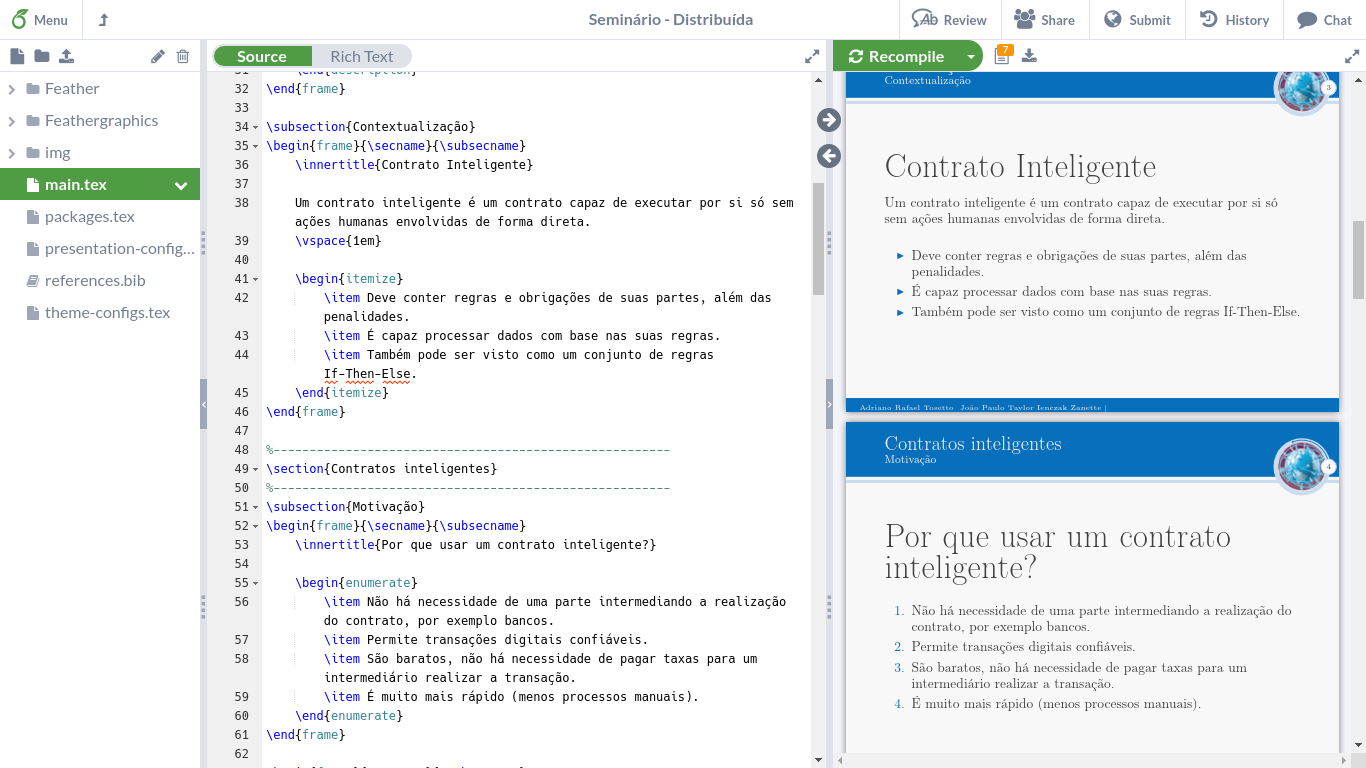 Menu
Seminário - Distribuída
Review
Share
Submit
History
Chat
Source
Rich Text
Recompile
7
Feather
Feathergraphics
img
main.tex
packages.tex
presentation-config...
references.bib
theme-configs.tex
31 \end{description}
32 \end{frame}
33
34 \subsection{Contextualização}
35 \begin{frame}{\secname}{\subsecname}
36 \innertitle{Contrato Inteligente}
37
38 Um contrato inteligente é um contrato capaz de executar por si só sem
ações humanas envolvidas de forma direta.
39 \vspace{1em}
40
41 \begin{itemize}
42 \item Deve conter regras e obrigações de suas partes, além das
penalidades.
43 \item É capaz processar dados com base nas suas regras.
44 \item Também pode ser visto como um conjunto de regras
If-Then-Else.
45 \end{itemize}
46 \end{frame}
47
48 %-------------------------------------------------------
49 \section{Contratos inteligentes}
50 %-------------------------------------------------------
51 \subsection{Motivação}
52 \begin{frame}{\secname}{\subsecname}
53 \innertitle{Por que usar um contrato inteligente?}
54
55 \begin{enumerate}
56 \item Não há necessidade de uma parte intermediando a realização
do contrato, por exemplo bancos.
57 \item Permite transações digitais confiáveis.
58 \item São baratos, não há necessidade de pagar taxas para um
intermediário realizar a transação.
59 \item É muito mais rápido (menos processos manuais).
60 \end{enumerate}
61 \end{frame}
62
Contextualização
3
Contrato Inteligente
Um contrato inteligente é um contrato capaz de executar por si só
sem ações humanas envolvidas de forma direta.
Deve conter regras e obrigações de suas partes, além das
penalidades.
É capaz processar dados com base nas suas regras.
Também pode ser visto como um conjunto de regras If-Then-Else.
Adriano Rafael Tosetto João Paulo Taylor Ienczak Zanette |
Contratos inteligentes
Motivação
4
Por que usar um contrato
inteligente?
1. Não há necessidade de uma parte intermediando a realização do
contrato, por exemplo bancos.
2. Permite transações digitais confiáveis.
3. São baratos, não há necessidade de pagar taxas para um
intermediário realizar a transação.
4. É muito mais rápido (menos processos manuais).